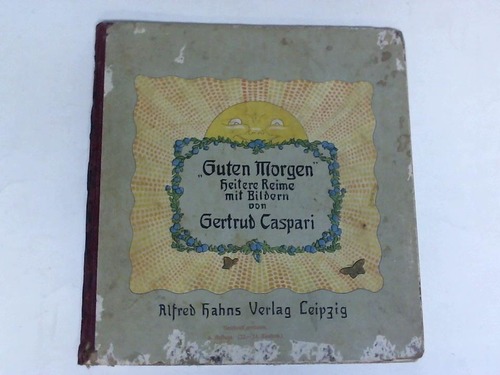 „Guten Morgen"
Heitere Reime
mit Bildern
von
Gertrud Caspari
Alfred Hahns Verlag Leipzig